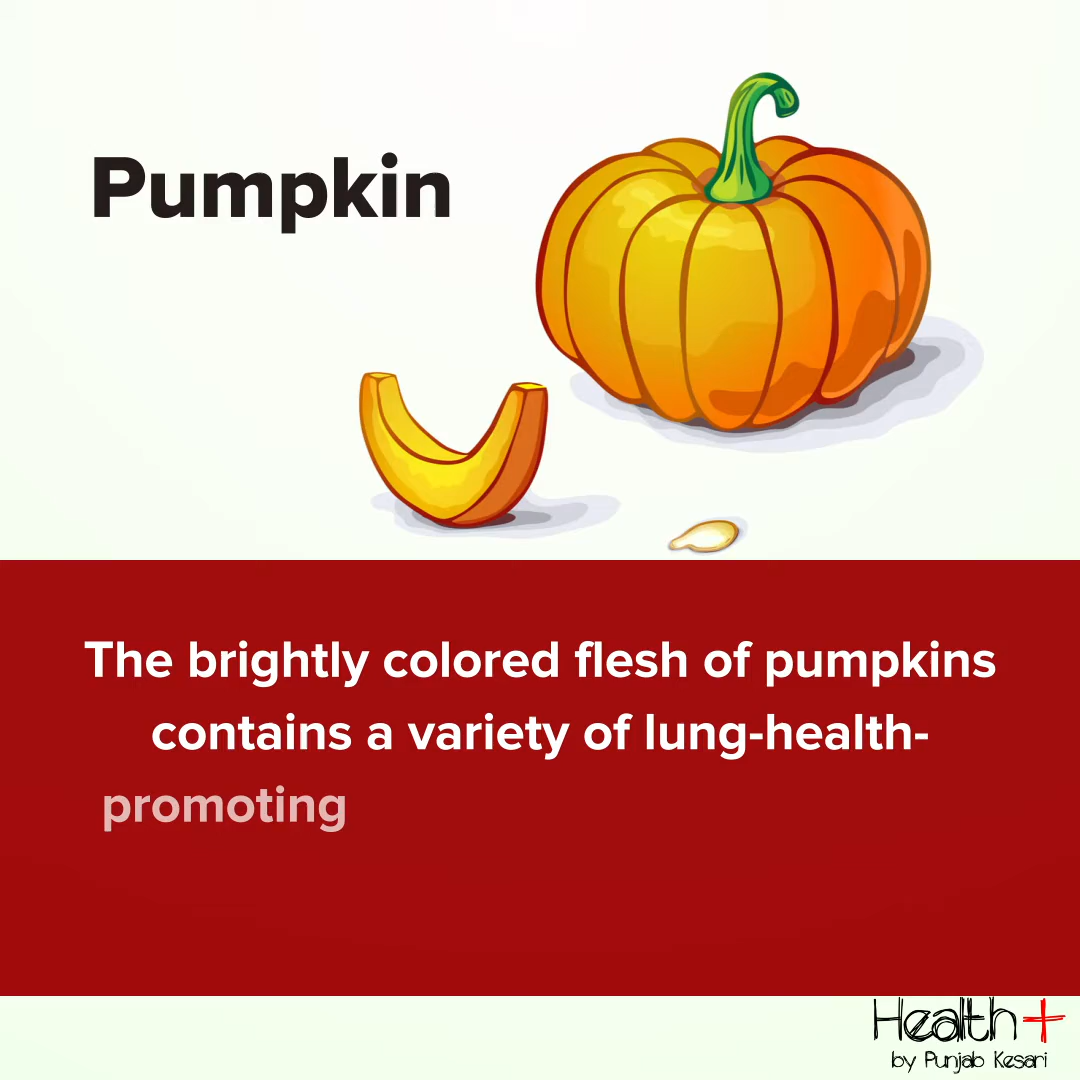 Pumpkin
The brightly colored flesh of pumpkins
contains a variety of lung-health-
promoting
Health+
by Punjab Kesari